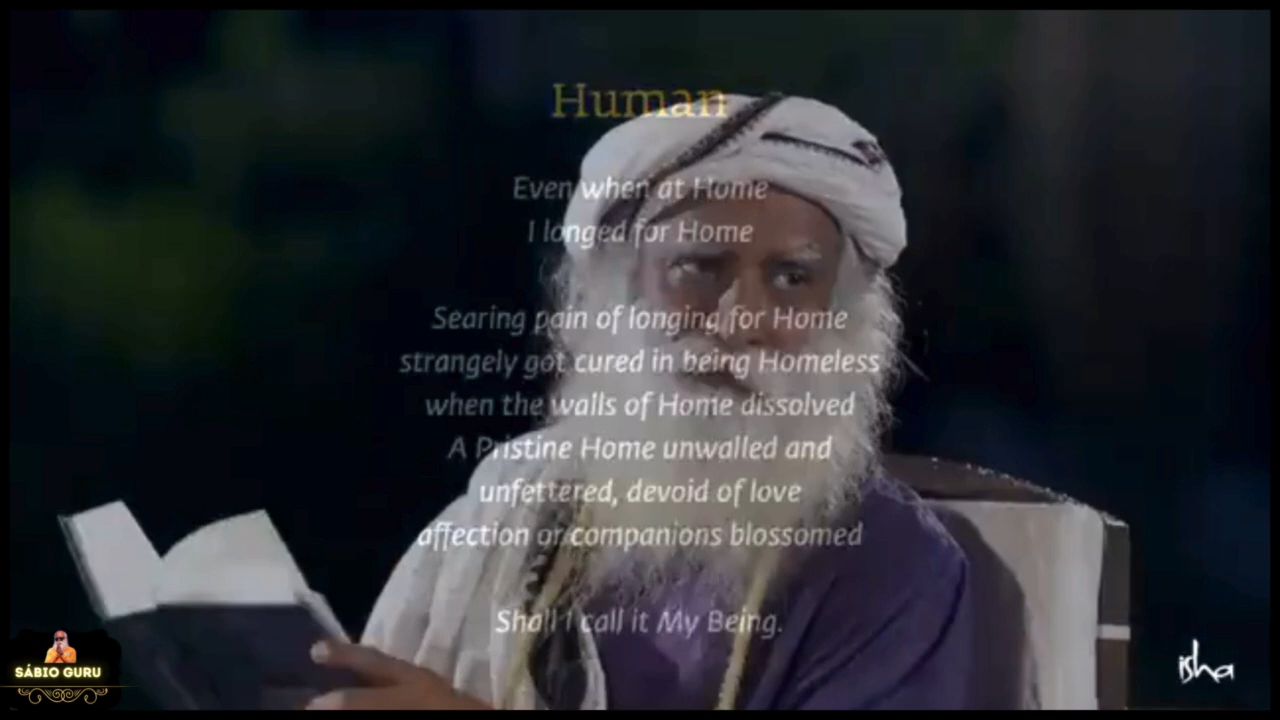 Human
Even when at Home
I longed for Home
Searing pain of longing for Home
strangely got cured in being Homeless
when the walls of Home dissolved
A Pristine Home unwalled and
unfettered, devoid of love
affection or companions blossomed
Shall I call it My Being.
SÁBIO GURU
isha